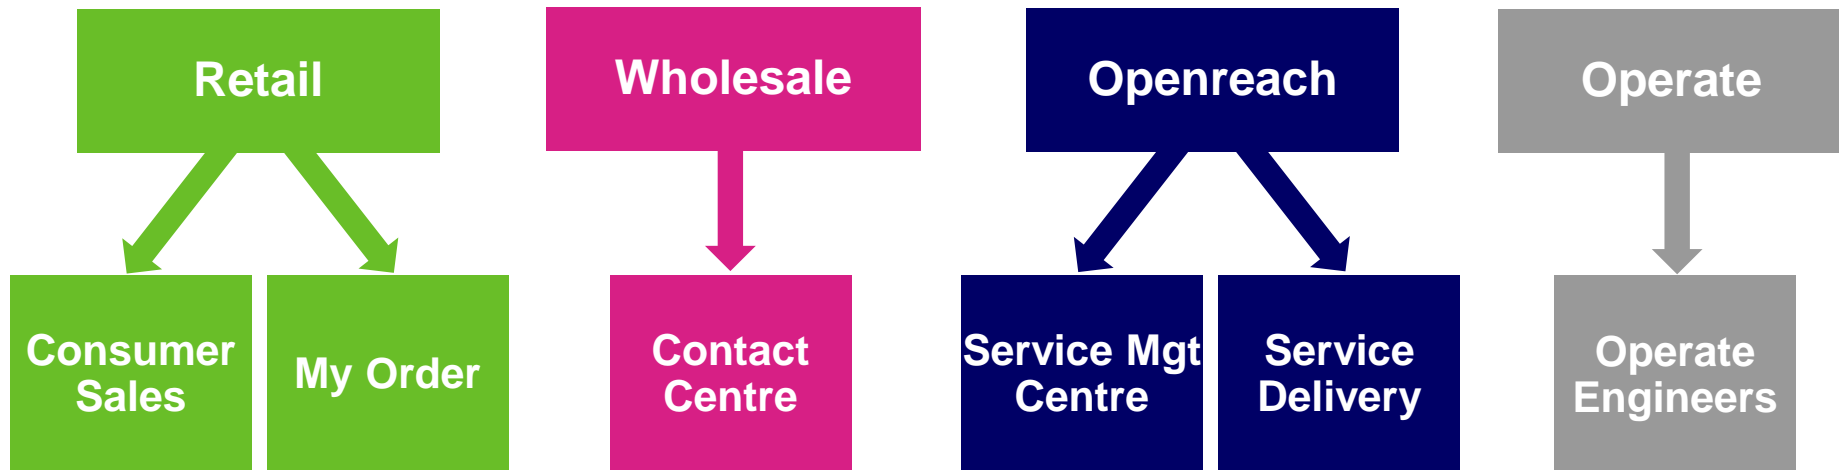 Retail
Wholesale
Openreach
Operate
Consumer
Sales
My Order
Contact
Centre
Service Mgt
Centre
Service
Delivery
Operate
Engineers